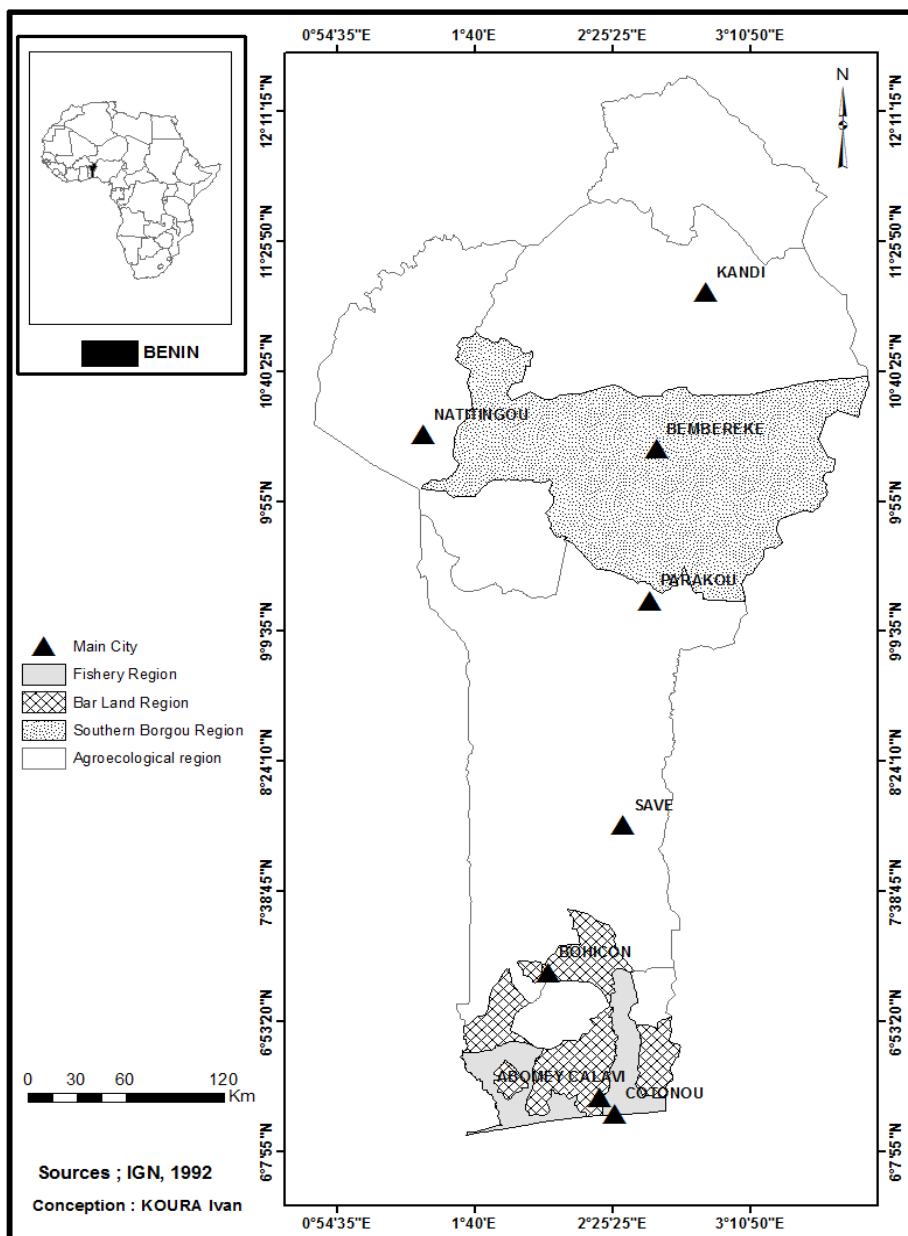 0°54'35"E 1°40'E 2°25'25"E 3°10'50"E
N
12°11'15"N
12°11'15"N
11°25'50"N
11°25'50"N
KANDI
BENIN
10°40'25"N
10°40'25"N
NATITINGOU
BEMBEREKE
9°55'N
9°55'N
PARAKOU
9°9'35"N
9°9'35"N
Main City
Fishery Region
Bar Land Region
Southern Borgou Region
Agroecological region
8°24'10"N
8°24'10"N
SAVE
7°38'45"N
7°38'45"N
BOHICON
6°53'20"N
6°53'20"N
ABOMEY CALAVI
COTONOU
0 30 60 120
Km
6°7'55"N
6°7'55"N
Sources ; IGN, 1992
Conception : KOURA Ivan
0°54'35"E 1°40'E 2°25'25"E 3°10'50"E